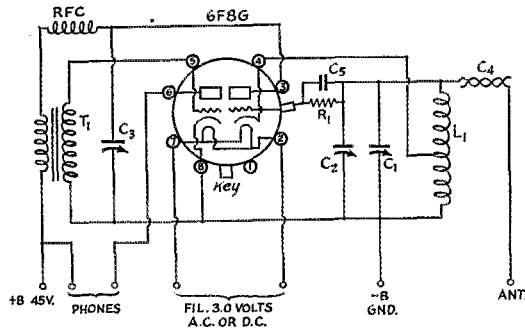 RFC
6F8G
5
4
6
3
C5
C4
R1
T1
C3
L1
7
2
C2
C1
8
1
Key
+B 45V.
PHONES
FIL. 3.0 VOLTS
A.C. OR D.C.
-B
GND.
ANT.